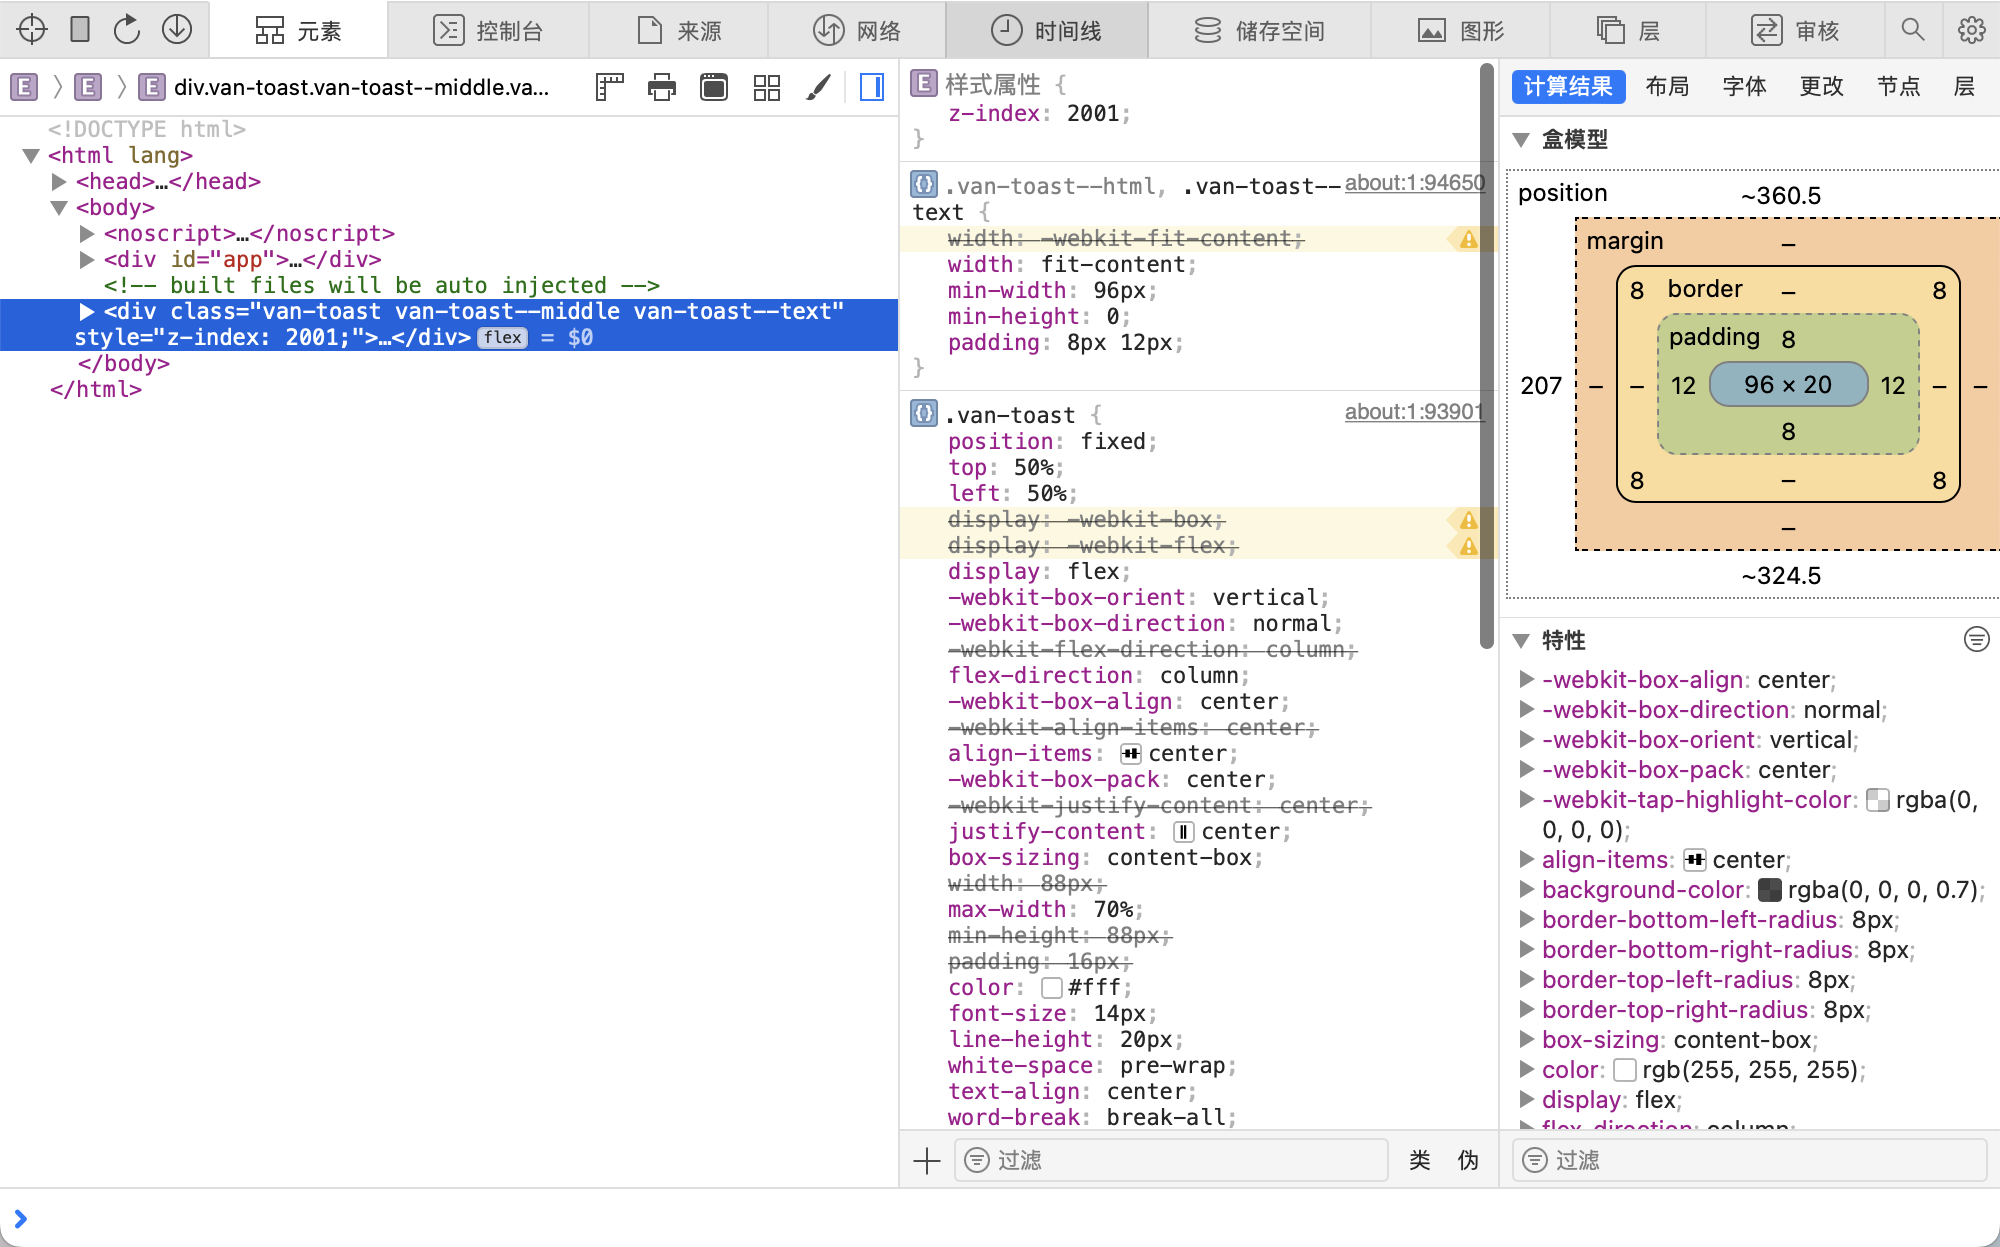 元素
控制台
来源
网络
时间线
储存空间
图形
层
审核
E 〉 E 〉 E div.van-toast.van-toast--middle.va...
<!DOCTYPE html>
<html lang>
<head>…</head>
<body>
<noscript>…</noscript>
<div id="app">…</div>
<!-- built files will be auto injected -->
<div class="van-toast van-toast--middle van-toast--text"
style="z-index: 2001;">…</div> flex = $0
</body>
</html>
E 样式属性 {
z-index: 2001;
}
.van-toast--html, .van-toast-- about:1:94650
text {
width: -webkit-fit-content;
width: fit-content;
min-width: 96px;
min-height: 0;
padding: 8px 12px;
}
.van-toast { about:1:93901
position: fixed;
top: 50%;
left: 50%;
display: -webkit-box;
display: -webkit-flex;
display: flex;
-webkit-box-orient: vertical;
-webkit-box-direction: normal;
-webkit-flex-direction: column;
flex-direction: column;
-webkit-box-align: center;
-webkit-align-items: center;
align-items: center;
-webkit-box-pack: center;
-webkit-justify-content: center;
justify-content: center;
box-sizing: content-box;
width: 88px;
max-width: 70%;
min-height: 88px;
padding: 16px;
color: #fff;
font-size: 14px;
line-height: 20px;
white-space: pre-wrap;
text-align: center;
word-break: break-all;
过滤
类 伪
计算结果 布局 字体 更改 节点 层
盒模型
position ~360.5
margin –
8 border – 8
padding 8
207 – – 12 96 × 20 12 – –
8
8 – 8
–
~324.5
特性
-webkit-box-align: center;
-webkit-box-direction: normal;
-webkit-box-orient: vertical;
-webkit-box-pack: center;
-webkit-tap-highlight-color: rgba(0,
0, 0, 0);
align-items: center;
background-color: rgba(0, 0, 0, 0.7);
border-bottom-left-radius: 8px;
border-bottom-right-radius: 8px;
border-top-left-radius: 8px;
border-top-right-radius: 8px;
box-sizing: content-box;
color: rgb(255, 255, 255);
display: flex;
flex-direction: column;
过滤